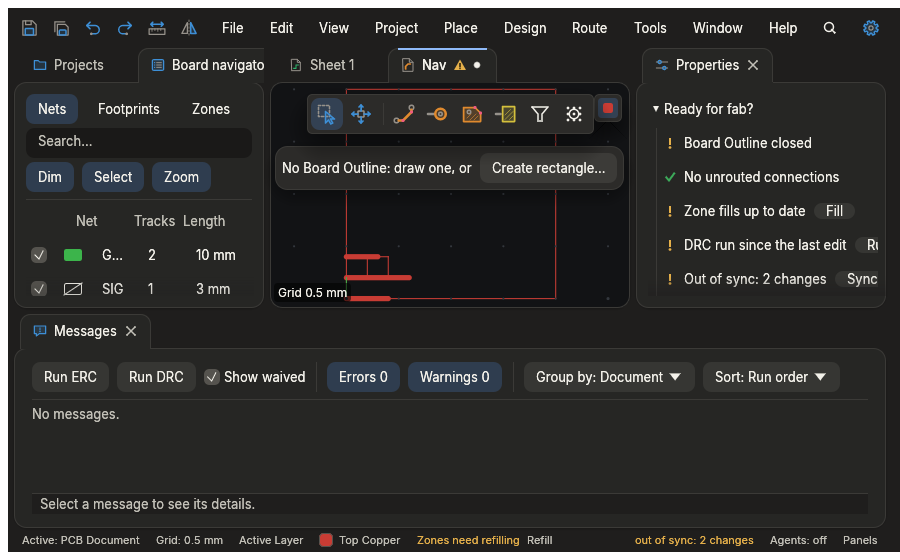 File Edit View Project Place Design Route Tools Window Help
Projects Board navigato Sheet 1 Nav Properties
Nets Footprints Zones
Search...
Dim Select Zoom
Net Tracks Length
G... 2 10 mm
SIG 1 3 mm
No Board Outline: draw one, or Create rectangle...
Grid 0.5 mm
Ready for fab?
Board Outline closed
No unrouted connections
Zone fills up to date Fill
DRC run since the last edit
Out of sync: 2 changes Sync
Messages
Run ERC Run DRC Show waived Errors 0 Warnings 0 Group by: Document Sort: Run order
No messages.
Select a message to see its details.
Active: PCB Document Grid: 0.5 mm Active Layer Top Copper Zones need refilling Refill out of sync: 2 changes Agents: off Panels